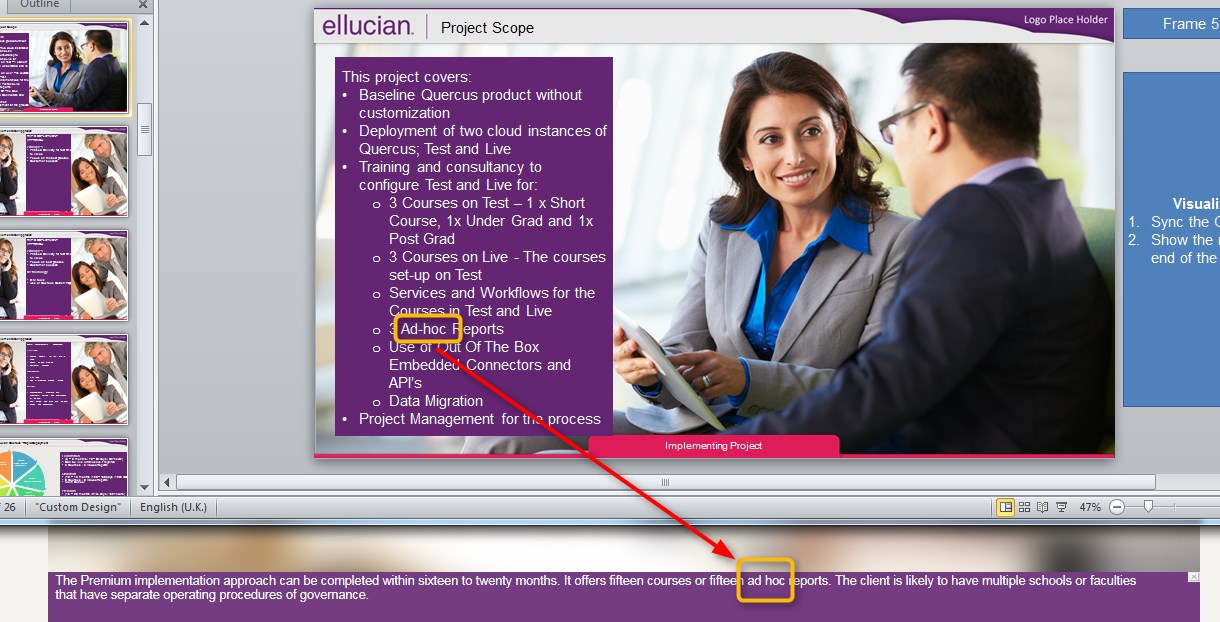 Outline
ellucian.
Project Scope
Logo Place Holder
Frame 5
This project covers:
• Baseline Quercus product without
customization
• Deployment of two cloud instances of
Quercus; Test and Live
• Training and consultancy to
configure Test and Live for:
o 3 Courses on Test – 1 x Short
Course, 1x Under Grad and 1x
Post Grad
o 3 Courses on Live - The courses
set-up on Test
o Services and Workflows for the
Courses in Test and Live
o 3 Ad-hoc Reports
o Use of Out Of The Box
Embedded Connectors and
API's
o Data Migration
• Project Management for the process
Implementing Project
1. Sync the
2. Show the
end of the
26
"Custom Design"
English (U.K.)
47%
The Premium implementation approach can be completed within sixteen to twenty months. It offers fifteen courses or fifteen ad hoc reports. The client is likely to have multiple schools or faculties
that have separate operating procedures of governance.